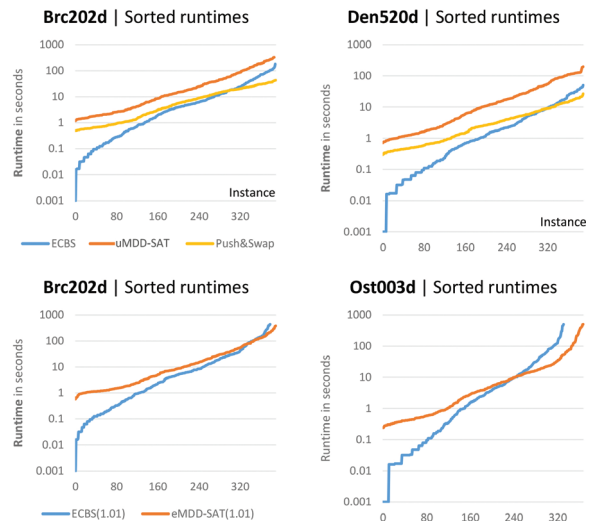 Brc202d | Sorted runtimes
Runtime in seconds
1000
100
10
1
0.1
0.01
0.001
0 80 160 240 320
Instance
ECBS uMDD-SAT Push&Swap
Den520d | Sorted runtimes
Runtime in seconds
1000
100
10
1
0.1
0.01
0.001
0 80 160 240 320
Instance
Brc202d | Sorted runtimes
Runtime in seconds
1000
100
10
1
0.1
0.01
0.001
0 80 160 240 320
ECBS(1.01) eMDD-SAT(1.01)
Ost003d | Sorted runtimes
Runtime in seconds
1000
100
10
1
0.1
0.01
0.001
0 80 160 240 320